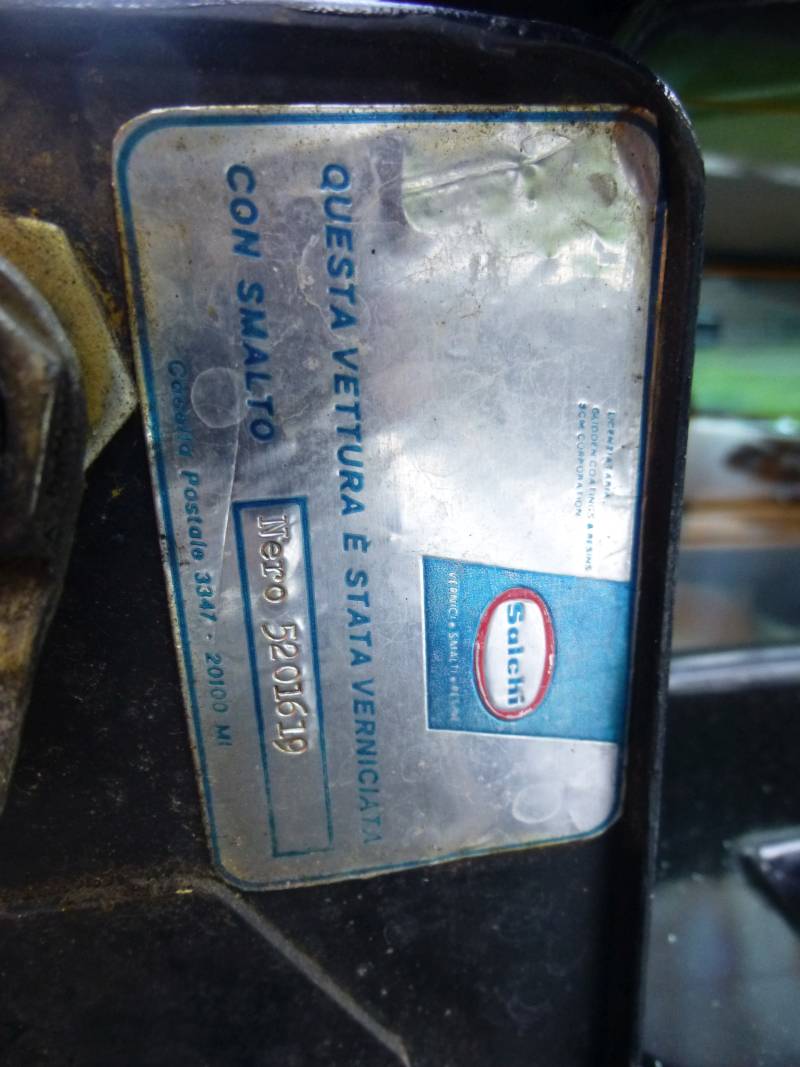 LICENZIATARIA
GLIDDEN COATINGS & RESINS
SCM CORPORATION
Salchi
VERNICI • SMALTI • RESINE
QUESTA VETTURA È STATA VERNICIATA
CON SMALTO
Nero 5201619
Casella Postale 3347 - 20100 MI